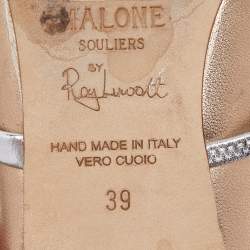 MALONE
SOULIERS
BY
Roy Luwolt
HAND MADE IN ITALY
VERO CUOIO
39